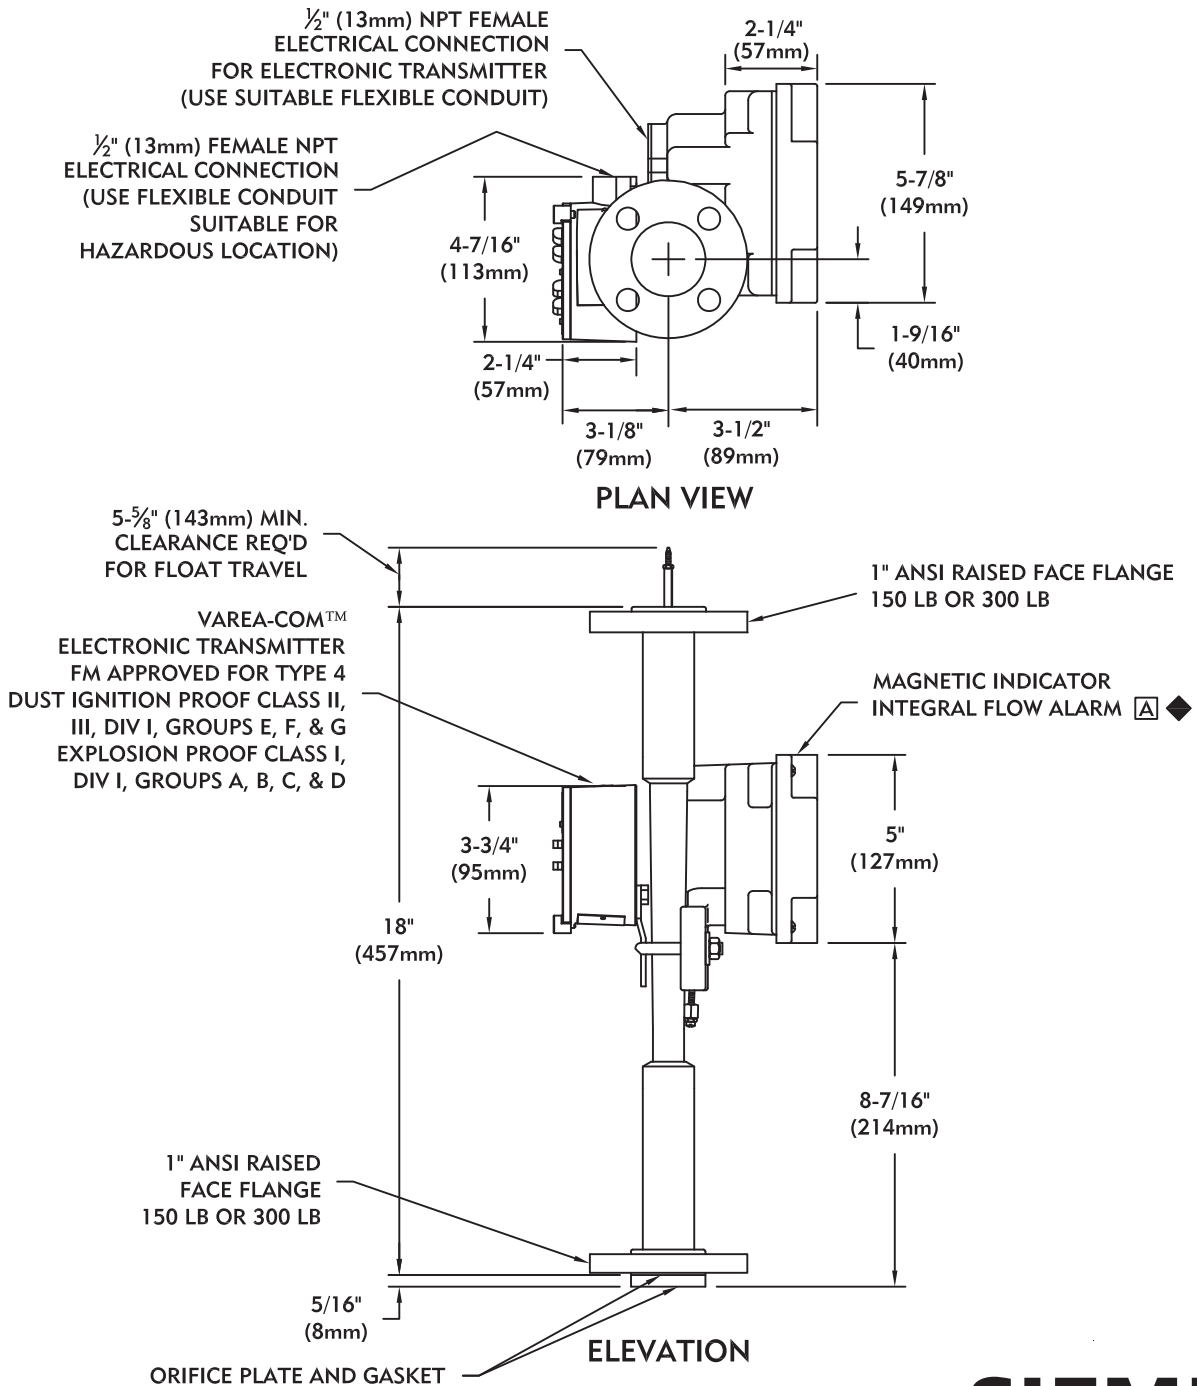 ½" (13mm) NPT FEMALE
ELECTRICAL CONNECTION
FOR ELECTRONIC TRANSMITTER
(USE SUITABLE FLEXIBLE CONDUIT)
2-1/4"
(57mm)
½" (13mm) FEMALE NPT
ELECTRICAL CONNECTION
(USE FLEXIBLE CONDUIT
SUITABLE FOR
HAZARDOUS LOCATION)
5-7/8"
(149mm)
4-7/16"
(113mm)
1-9/16"
(40mm)
2-1/4"
(57mm)
3-1/8"
(79mm)
3-1/2"
(89mm)
PLAN VIEW
5-⅝" (143mm) MIN.
CLEARANCE REQ'D
FOR FLOAT TRAVEL
1" ANSI RAISED FACE FLANGE
150 LB OR 300 LB
VAREA-COM™
ELECTRONIC TRANSMITTER
FM APPROVED FOR TYPE 4
DUST IGNITION PROOF CLASS II,
III, DIV I, GROUPS E, F, & G
EXPLOSION PROOF CLASS I,
DIV I, GROUPS A, B, C, & D
MAGNETIC INDICATOR
INTEGRAL FLOW ALARM A
3-3/4"
(95mm)
5"
(127mm)
18"
(457mm)
8-7/16"
(214mm)
1" ANSI RAISED
FACE FLANGE
150 LB OR 300 LB
5/16"
(8mm)
ELEVATION
ORIFICE PLATE AND GASKET